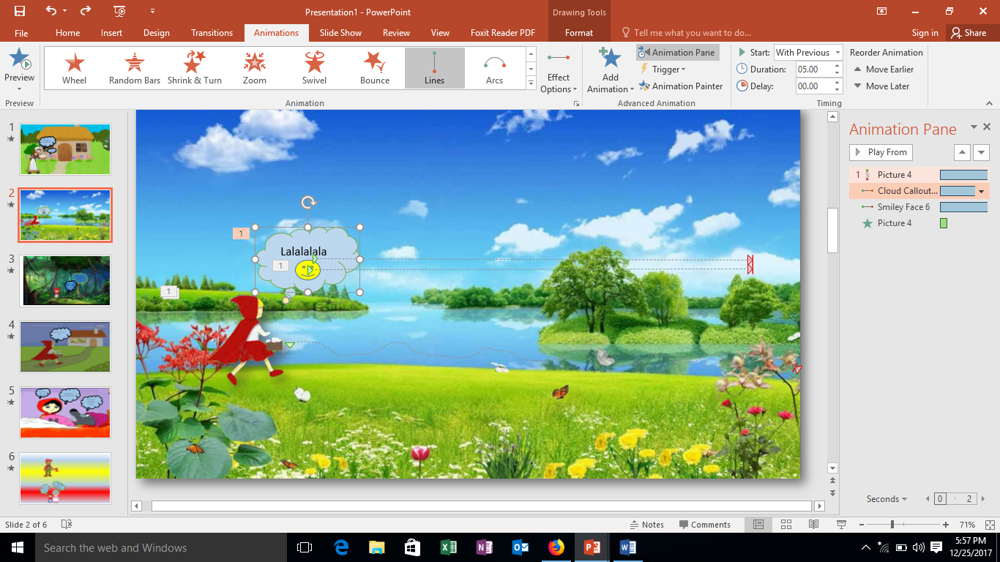 Presentation1 - PowerPoint
Drawing Tools
File Home Insert Design Transitions Animations Slide Show Review View Foxit Reader PDF Format Tell me what you want to do... Sign in Share
Preview
Wheel Random Bars Shrink & Turn Zoom Swivel Bounce Lines Arcs
Effect Options
Add Animation
Animation Pane
Trigger
Animation Painter
Start: With Previous
Duration: 05.00
Delay: 00.00
Reorder Animation
Move Earlier
Move Later
Preview Animation Advanced Animation Timing
1
2
3
4
5
6
1
Lalalalala
1
1
Animation Pane
Play From
1 Picture 4
Cloud Callout...
Smiley Face 6
Picture 4
Seconds 0 2
Slide 2 of 6 Notes Comments 71%
Search the web and Windows
5:57 PM
12/25/2017